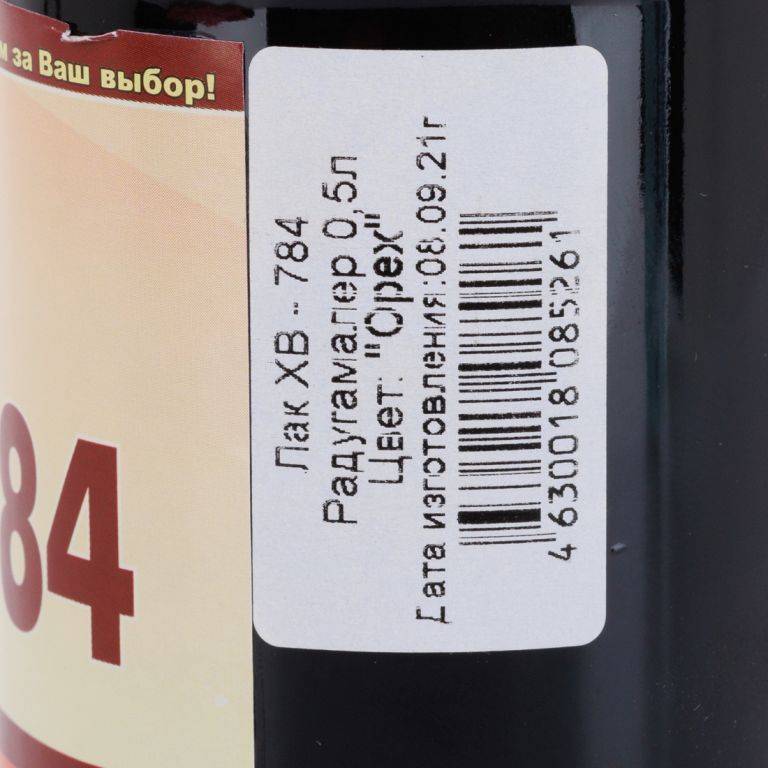 м за Ваш выбор!
84
Лак ХВ - 784
Радугамалер 0,5л
Цвет: "Орех"
Дата изготовления:08.09.21г
4 630018 085261